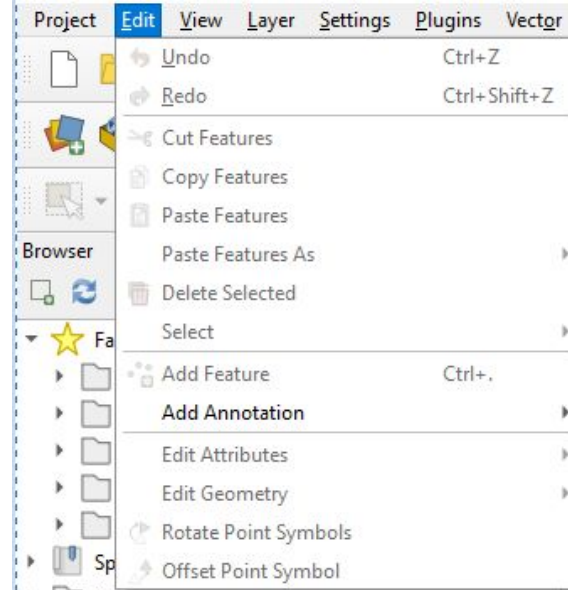 Project Edit View Layer Settings Plugins Vector
Undo Ctrl+Z
Redo Ctrl+Shift+Z
Cut Features
Copy Features
Paste Features
Browser
Paste Features As
Delete Selected
Select
Fa
Add Feature Ctrl+.
Add Annotation
Edit Attributes
Edit Geometry
Rotate Point Symbols
Sp
Offset Point Symbol